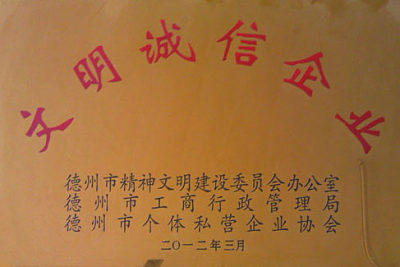 文明诚信企业
德州市精神文明建设委员会办公室
德州市工商行政管理局
德州市个体私营企业协会
二〇一二年三月